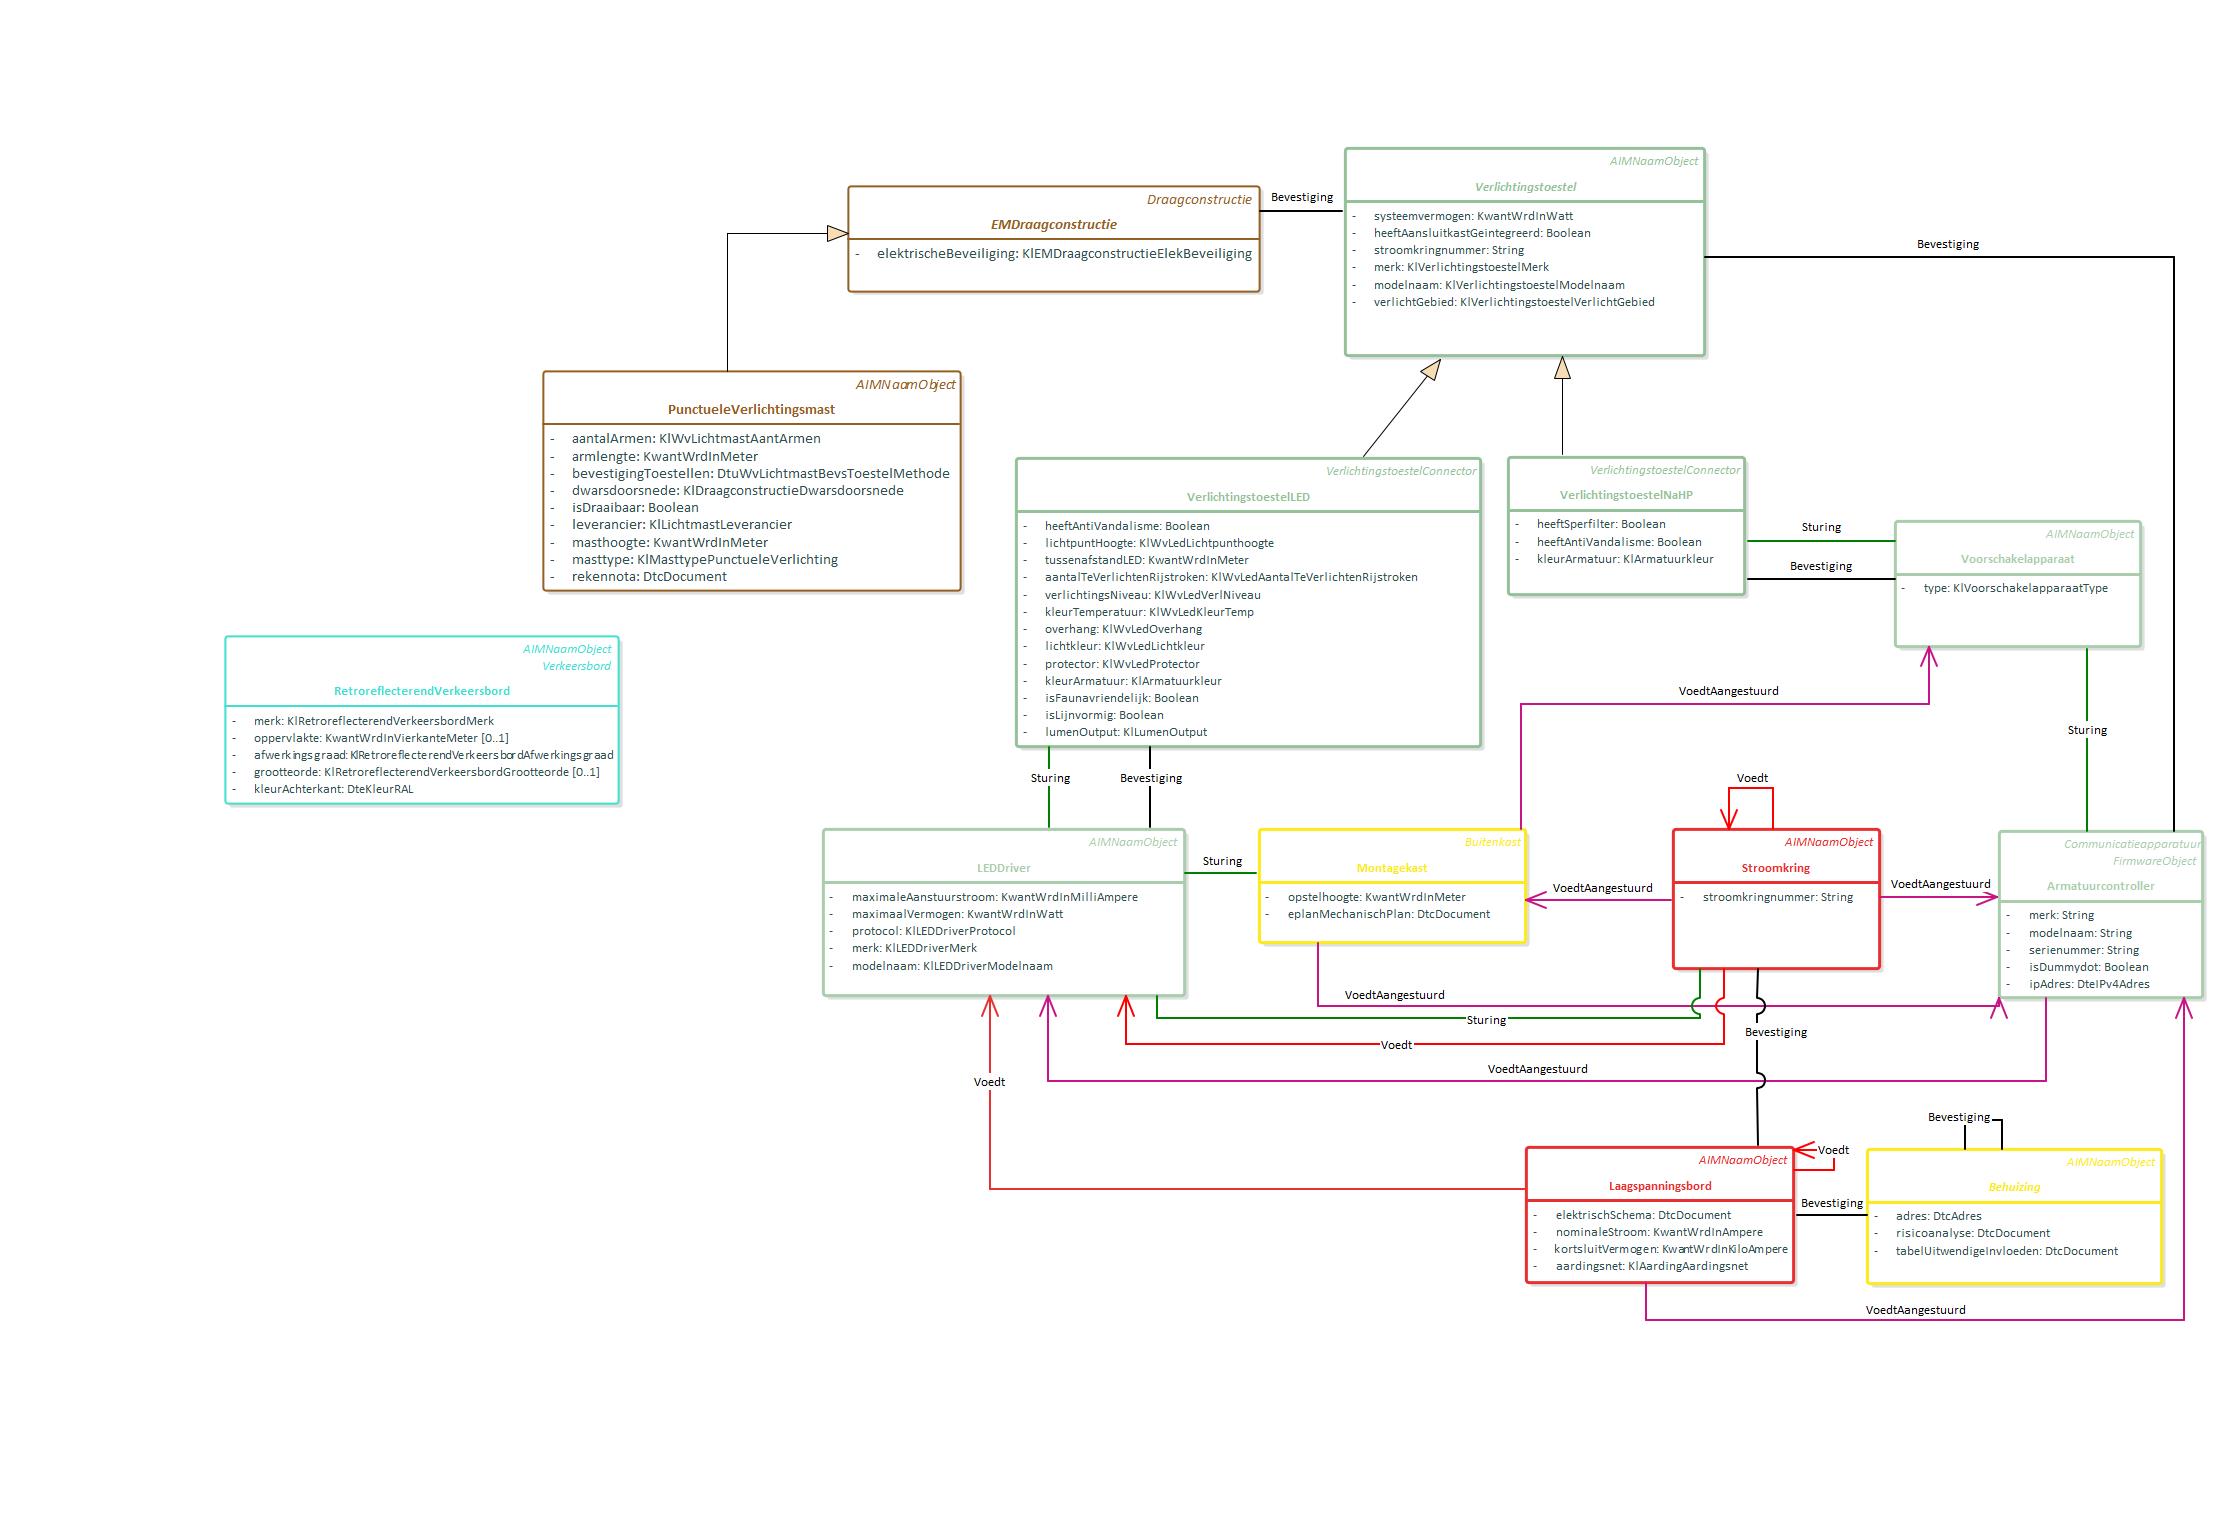 AIMNaamObject
Verlichtingstoestel
- systeemvermogen: KwantWrdInWatt
- heeftAansluitkastGeintegreerd: Boolean
- stroomkringnummer: String
- merk: KlVerlichtingstoestelMerk
- modelnaam: KlVerlichtingstoestelModelnaam
- verlichtGebied: KlVerlichtingstoestelVerlichtGebied
Draagconstructie
EMDraagconstructie
- elektrischeBeveiliging: KlEMDraagconstructieElekBeveiliging
Bevestiging
Bevestiging
AIMNaamObject
PunctueleVerlichtingsmast
- aantalArmen: KlWvLichtmastAantArmen
- armlengte: KwantWrdInMeter
- bevestigingToestellen: DtuWvLichtmastBevsToestelMethode
- dwarsdoorsnede: KlDraagconstructieDwarsdoorsnede
- isDraaibaar: Boolean
- leverancier: KlLichtmastLeverancier
- masthoogte: KwantWrdInMeter
- masttype: KlMasttypePunctueleVerlichting
- rekennota: DtcDocument
VerlichtingstoestelConnector
VerlichtingstoestelLED
- heeftAntiVandalisme: Boolean
- lichtpuntHoogte: KlWvLedLichtpunthoogte
- tussenafstandLED: KwantWrdInMeter
- aantalTeVerlichtenRijstroken: KlWvLedAantalTeVerlichtenRijstroken
- verlichtingsNiveau: KlWvLedVerlNiveau
- kleurTemperatuur: KlWvLedKleurTemp
- overhang: KlWvLedOverhang
- lichtkleur: KlWvLedLichtkleur
- protector: KlWvLedProtector
- kleurArmatuur: KlArmatuurkleur
- isFaunavriendelijk: Boolean
- isLijnvormig: Boolean
- lumenOutput: KlLumenOutput
VerlichtingstoestelConnector
VerlichtingstoestelNaHP
- heeftSperfilter: Boolean
- heeftAntiVandalisme: Boolean
- kleurArmatuur: KlArmatuurkleur
Sturing
Bevestiging
AIMNaamObject
Voorschakelapparaat
- type: KlVoorschakelapparaatType
AIMNaamObject
Verkeersbord
RetroreflecterendVerkeersbord
- merk: KlRetroreflecterendVerkeersbordMerk
- oppervlakte: KwantWrdInVierkanteMeter [0..1]
- afwerkingsgraad: KlRetroreflecterendVerkeersbordAfwerkingsgraad
- grootteorde: KlRetroreflecterendVerkeersbordGrootteorde [0..1]
- kleurAchterkant: DteKleurRAL
VoedtAangestuurd
Sturing
Sturing
Bevestiging
Voedt
AIMNaamObject
LEDDriver
- maximaleAanstuurstroom: KwantWrdInMilliAmpere
- maximaalVermogen: KwantWrdInWatt
- protocol: KlLEDDriverProtocol
- merk: KlLEDDriverMerk
- modelnaam: KlLEDDriverModelnaam
Sturing
Buitenkast
Montagekast
- opstelhoogte: KwantWrdInMeter
- eplanMechanischPlan: DtcDocument
VoedtAangestuurd
AIMNaamObject
Stroomkring
- stroomkringnummer: String
VoedtAangestuurd
Communicatieapparatuur
FirmwareObject
Armatuurcontroller
- merk: String
- modelnaam: String
- serienummer: String
- isDummydot: Boolean
- ipAdres: DteIPv4Adres
VoedtAangestuurd
Sturing
Bevestiging
Voedt
VoedtAangestuurd
Voedt
Bevestiging
Voedt
AIMNaamObject
Laagspanningsbord
- elektrischSchema: DtcDocument
- nominaleStroom: KwantWrdInAmpere
- kortsluitVermogen: KwantWrdInKiloAmpere
- aardingsnet: KlAardingAardingsnet
Bevestiging
AIMNaamObject
Behuizing
- adres: DtcAdres
- risicoanalyse: DtcDocument
- tabelUitwendigeInvloeden: DtcDocument
VoedtAangestuurd